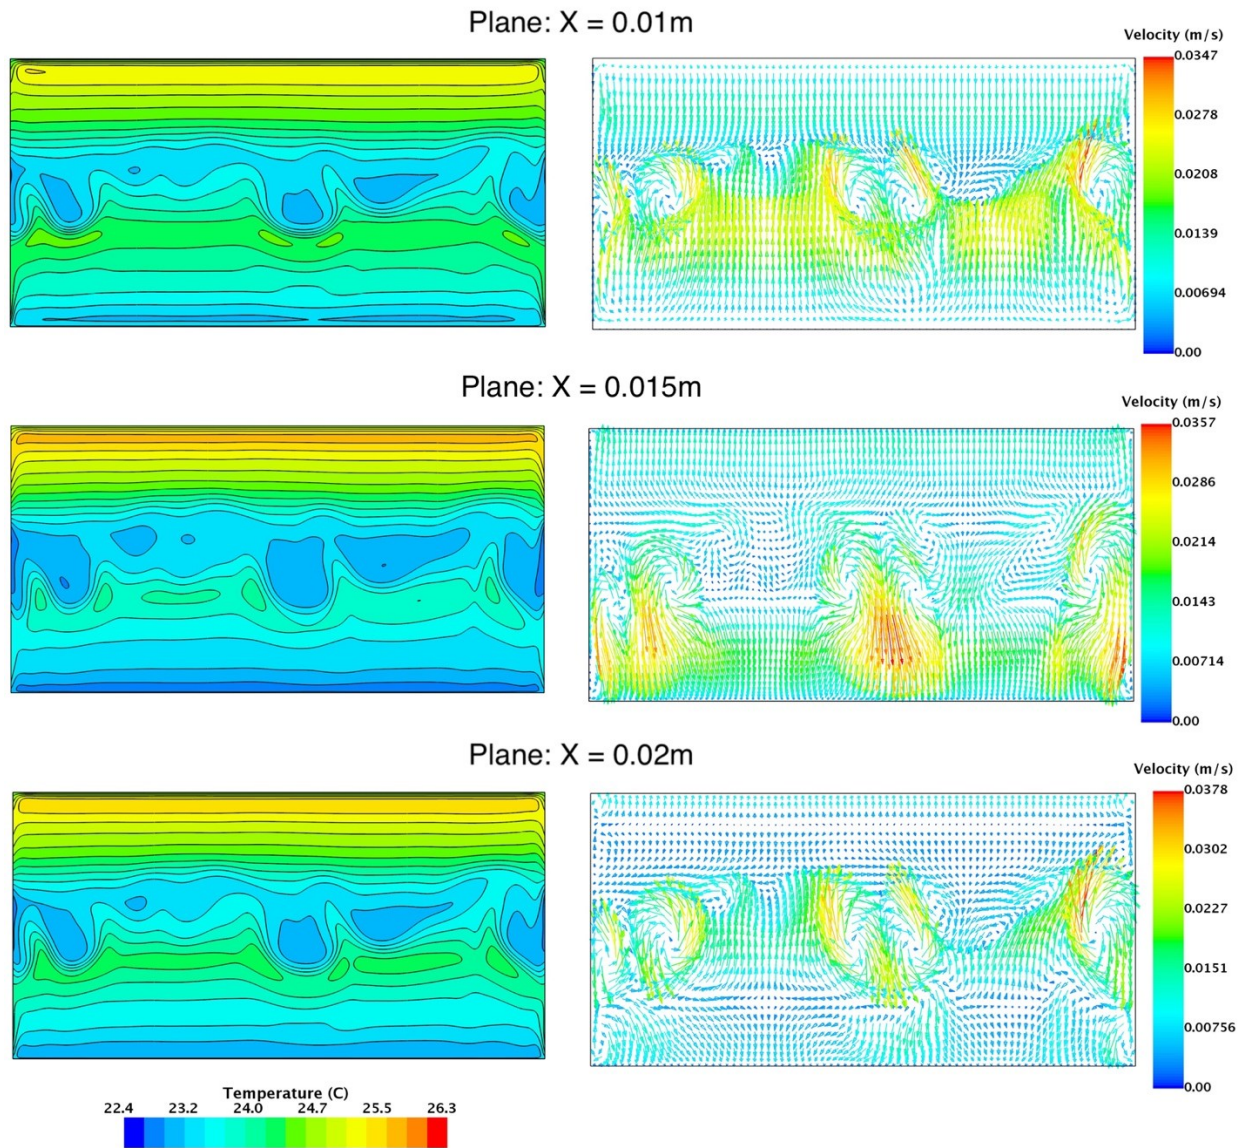 Plane: X = 0.01m
Velocity (m/s)
0.0347
0.0278
0.0208
0.0139
0.00694
0.00
Plane: X = 0.015m
Velocity (m/s)
0.0357
0.0286
0.0214
0.0143
0.00714
0.00
Plane: X = 0.02m
Velocity (m/s)
0.0378
0.0302
0.0227
0.0151
0.00756
0.00
Temperature (C)
22.4 23.2 24.0 24.7 25.5 26.3